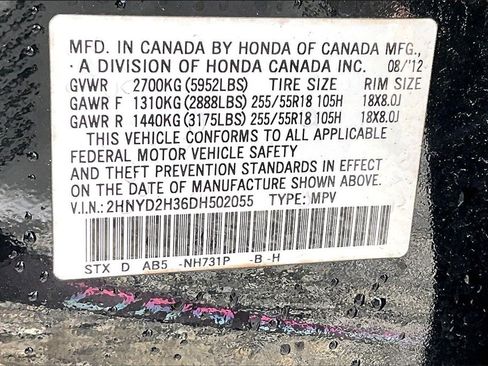 MFD. IN CANADA BY HONDA OF CANADA MFG.,
· A DIVISION OF HONDA CANADA INC. 08/'12
GVWR 2700KG(5952LBS) TIRE SIZE RIM SIZE
GAWR F 1310KG(2888LBS) 255/55R18 105H 18X8.0J
GAWR R 1440KG(3175LBS) 255/55R18 105H 18X8.0J
THIS VEHICLE CONFORMS TO ALL APPLICABLE
FEDERAL MOTOR VEHICLE SAFETY
AND THEFT PREVENTION STANDARDS IN EFFECT
ON THE DATE OF MANUFACTURE SHOWN ABOVE.
V.I.N.:2HNYD2H36DH502055 TYPE: MPV
STX D AB5 -NH731P -B -H